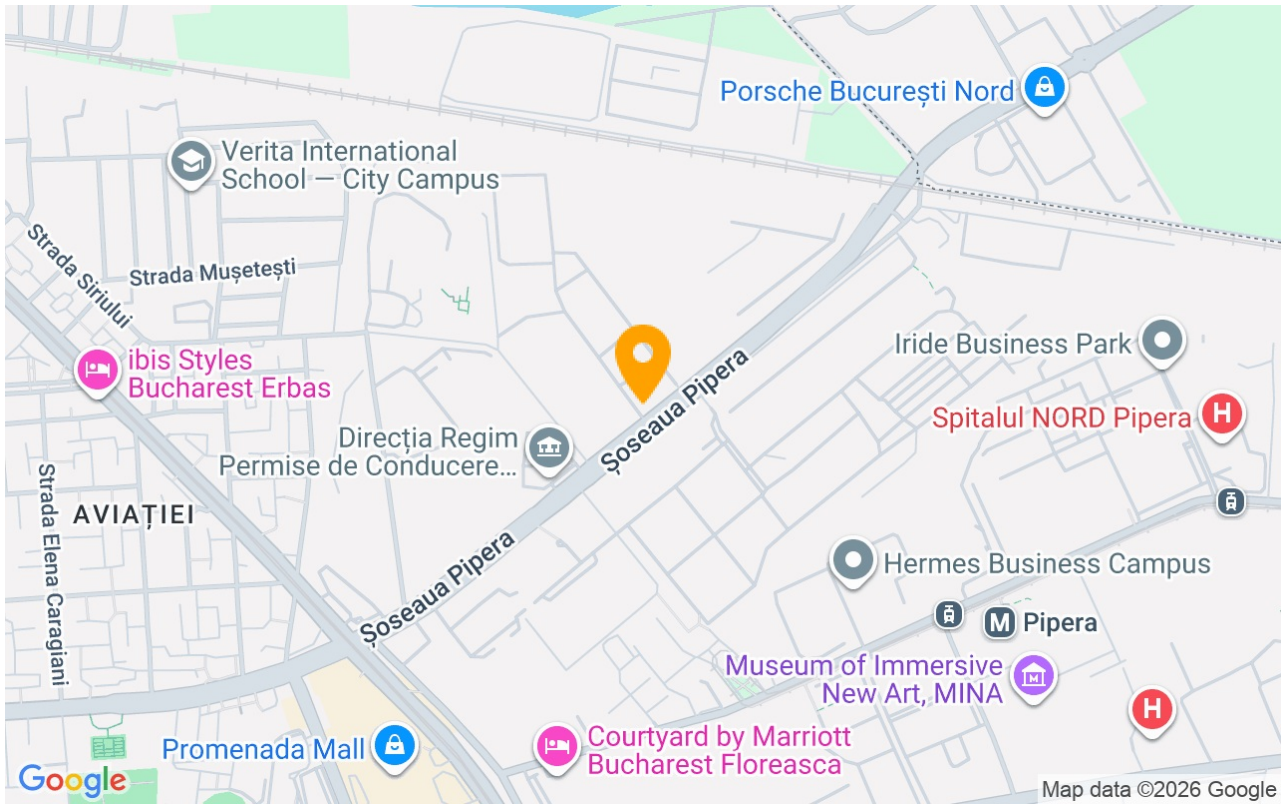 Porsche București Nord
Verita International
School — City Campus
Strada Siriului
Strada Mușetești
ibis Styles
Bucharest Erbas
Iride Business Park
Șoseaua Pipera
Spitalul NORD Pipera
H
Direcția Regim
Permise de Conducere...
Strada Elena Caragiani
AVIAȚIEI
Șoseaua Pipera
Hermes Business Campus
M Pipera
Museum of Immersive
New Art, MINA
H
Promenada Mall
Courtyard by Marriott
Bucharest Floreasca
Google
Map data ©2026 Google